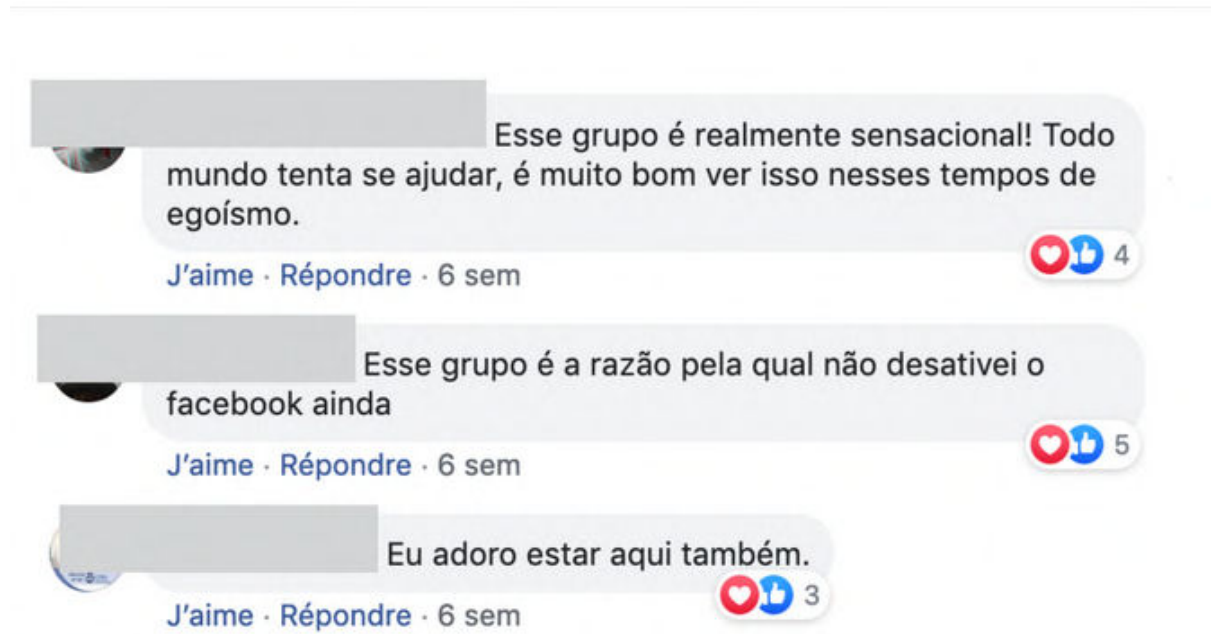 Esse grupo é realmente sensacional! Todo
mundo tenta se ajudar, é muito bom ver isso nesses tempos de
egoísmo.
J'aime · Répondre · 6 sem
4
Esse grupo é a razão pela qual não desativei o
facebook ainda
J'aime · Répondre · 6 sem
5
Eu adoro estar aqui também.
J'aime · Répondre · 6 sem
3